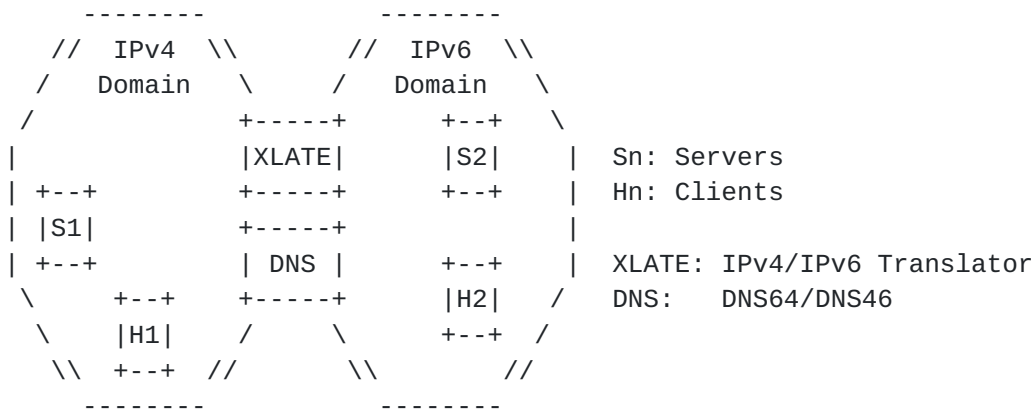 IPv4 IPv6
Domain Domain
XLATE S2 Sn: Servers
Hn: Clients
S1
DNS XLATE: IPv4/IPv6 Translator
H2 DNS: DNS64/DNS46
H1